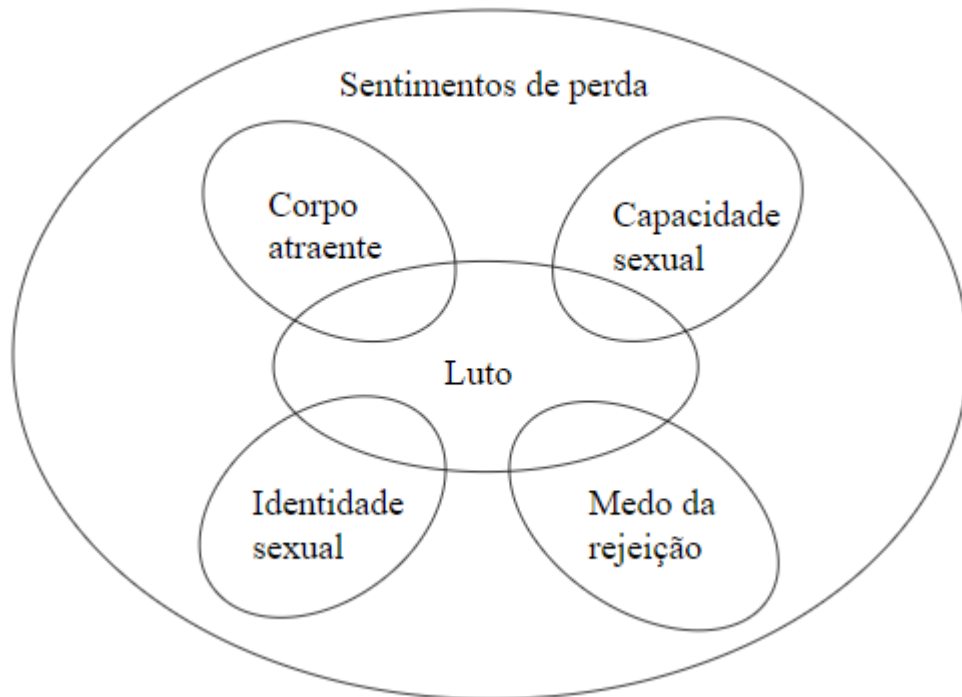 Sentimentos de perda
Corpo
atraente
Capacidade
sexual
Luto
Identidade
sexual
Medo da
rejeição